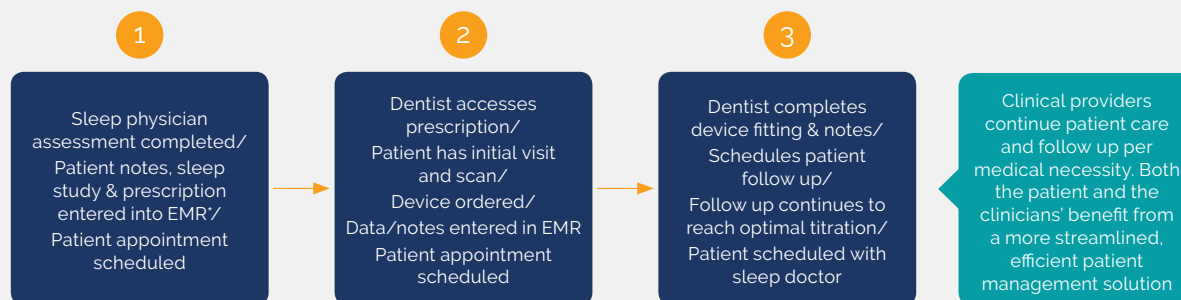 1
Sleep physician
assessment completed/
Patient notes, sleep
study & prescription
entered into EMR*/
Patient appointment
scheduled
2
Dentist accesses
prescription/
Patient has initial visit
and scan/
Device ordered/
Data/notes entered in EMR
Patient appointment
scheduled
3
Dentist completes
device fitting & notes/
Schedules patient
follow up/
Follow up continues to
reach optimal titration/
Patient scheduled with
sleep doctor
Clinical providers
continue patient care
and follow up per
medical necessity. Both
the patient and the
clinicians' benefit from
a more streamlined,
efficient patient
management solution